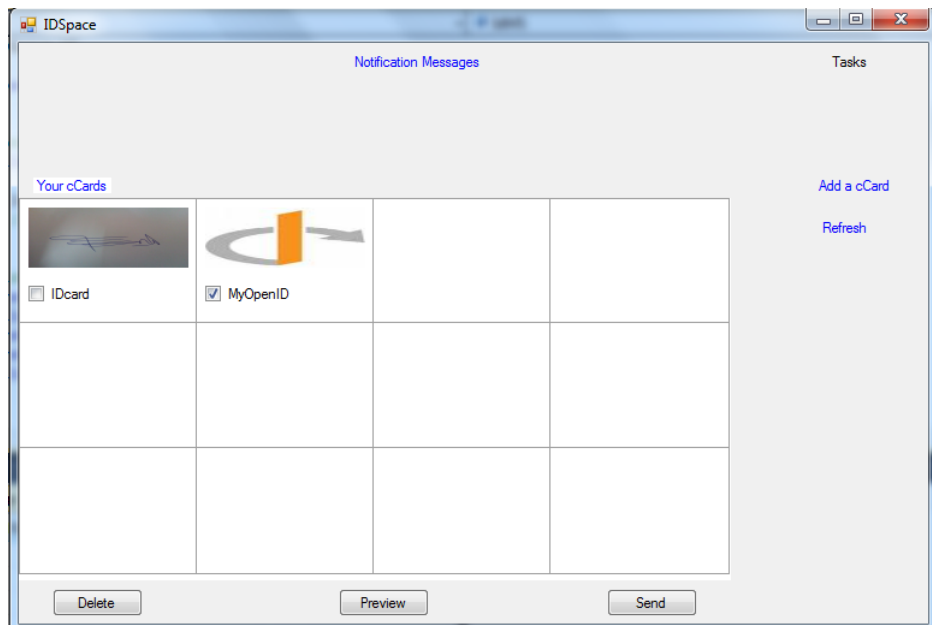 IDSpace
Notification Messages
Tasks
Your cCards
Add a cCard
Refresh
IDcard
MyOpenID
Delete
Preview
Send